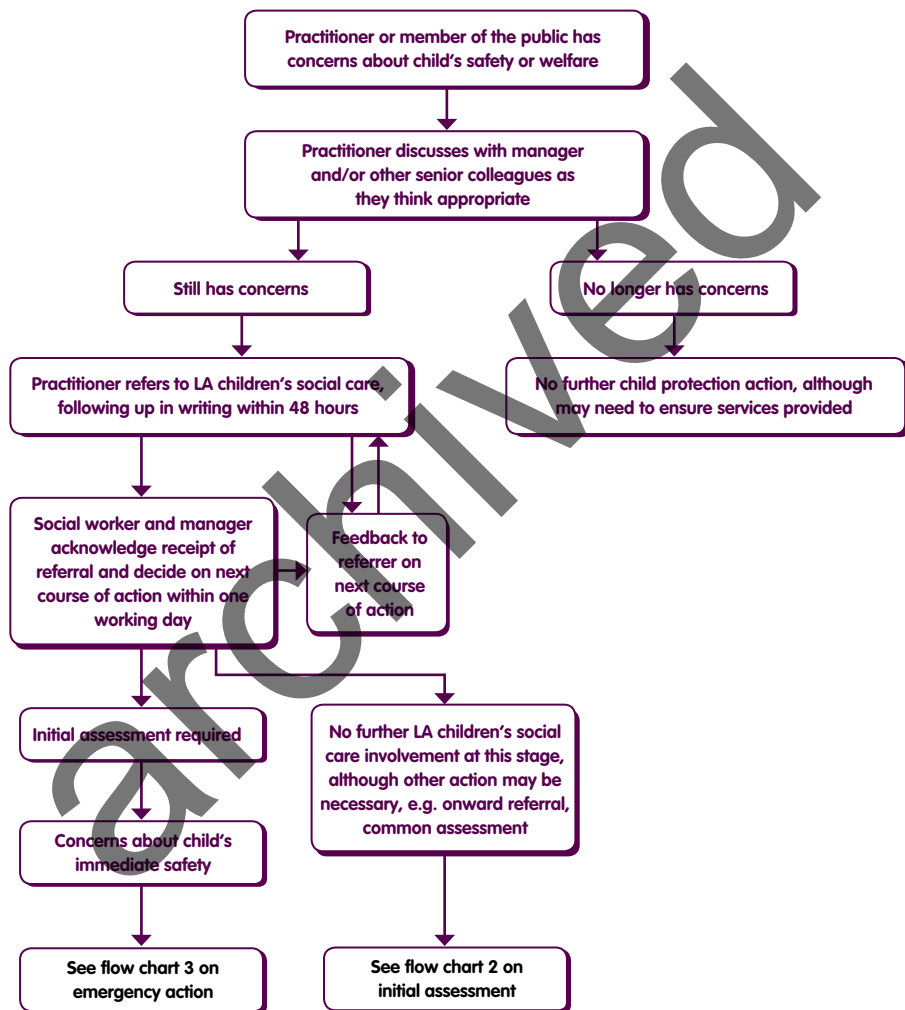 Practitioner or member of the public has
concerns about child's safety or welfare
Practitioner discusses with manager
and/or other senior colleagues as
they think appropriate
Still has concerns
No longer has concerns
Practitioner refers to LA children's social care,
following up in writing within 48 hours
No further child protection action, although
may need to ensure services provided
Social worker and manager
acknowledge receipt of
referral and decide on next
course of action within one
working day
Feedback to
referrer on
next course
of action
Initial assessment required
No further LA children's social
care involvement at this stage,
although other action may be
necessary, e.g. onward referral,
common assessment
Concerns about child's
immediate safety
See flow chart 3 on
emergency action
See flow chart 2 on
initial assessment
archived